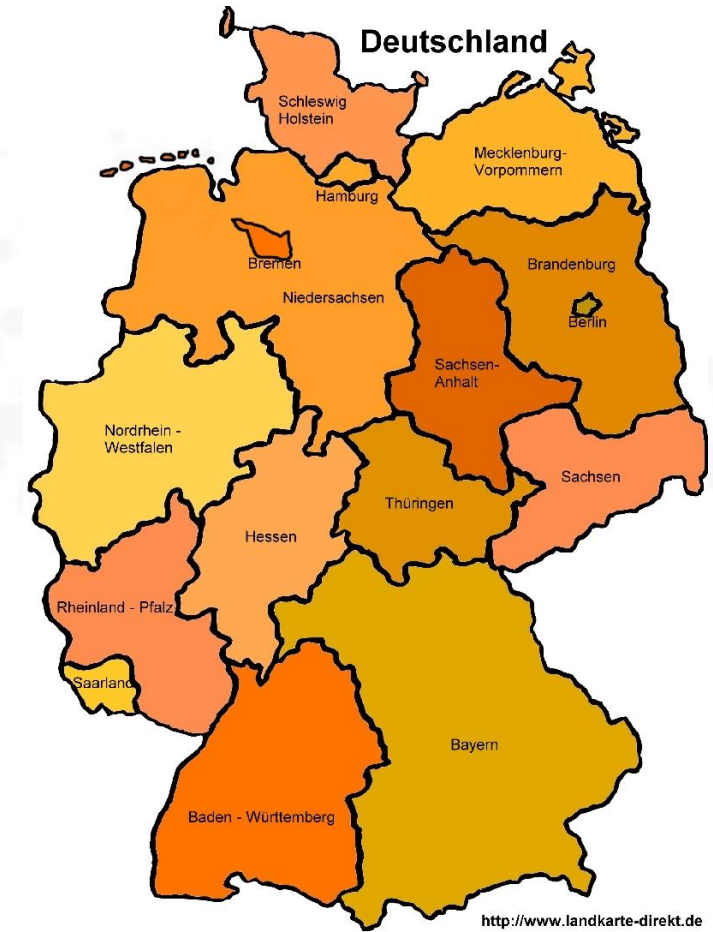 Deutschland
Schleswig
Holstein
Mecklenburg-
Vorpommern
Hamburg
Bremen
Niedersachsen
Brandenburg
Berlin
Sachsen-
Anhalt
Nordrhein -
Westfalen
Sachsen
Thüringen
Hessen
Rheinland - Pfalz
Saarland
Bayern
Baden - Württemberg
http://www.landkarte-direkt.de